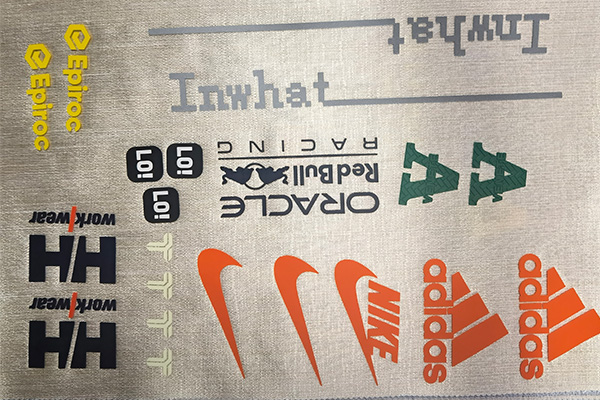 Inwhat
Inwhat
Epiroc
Epiroc
LO!
LO!
LO!
ORACLE
Red Bull
RACING
A
A
workwear
HH
workwear
HH
NIKE
adidas
adidas